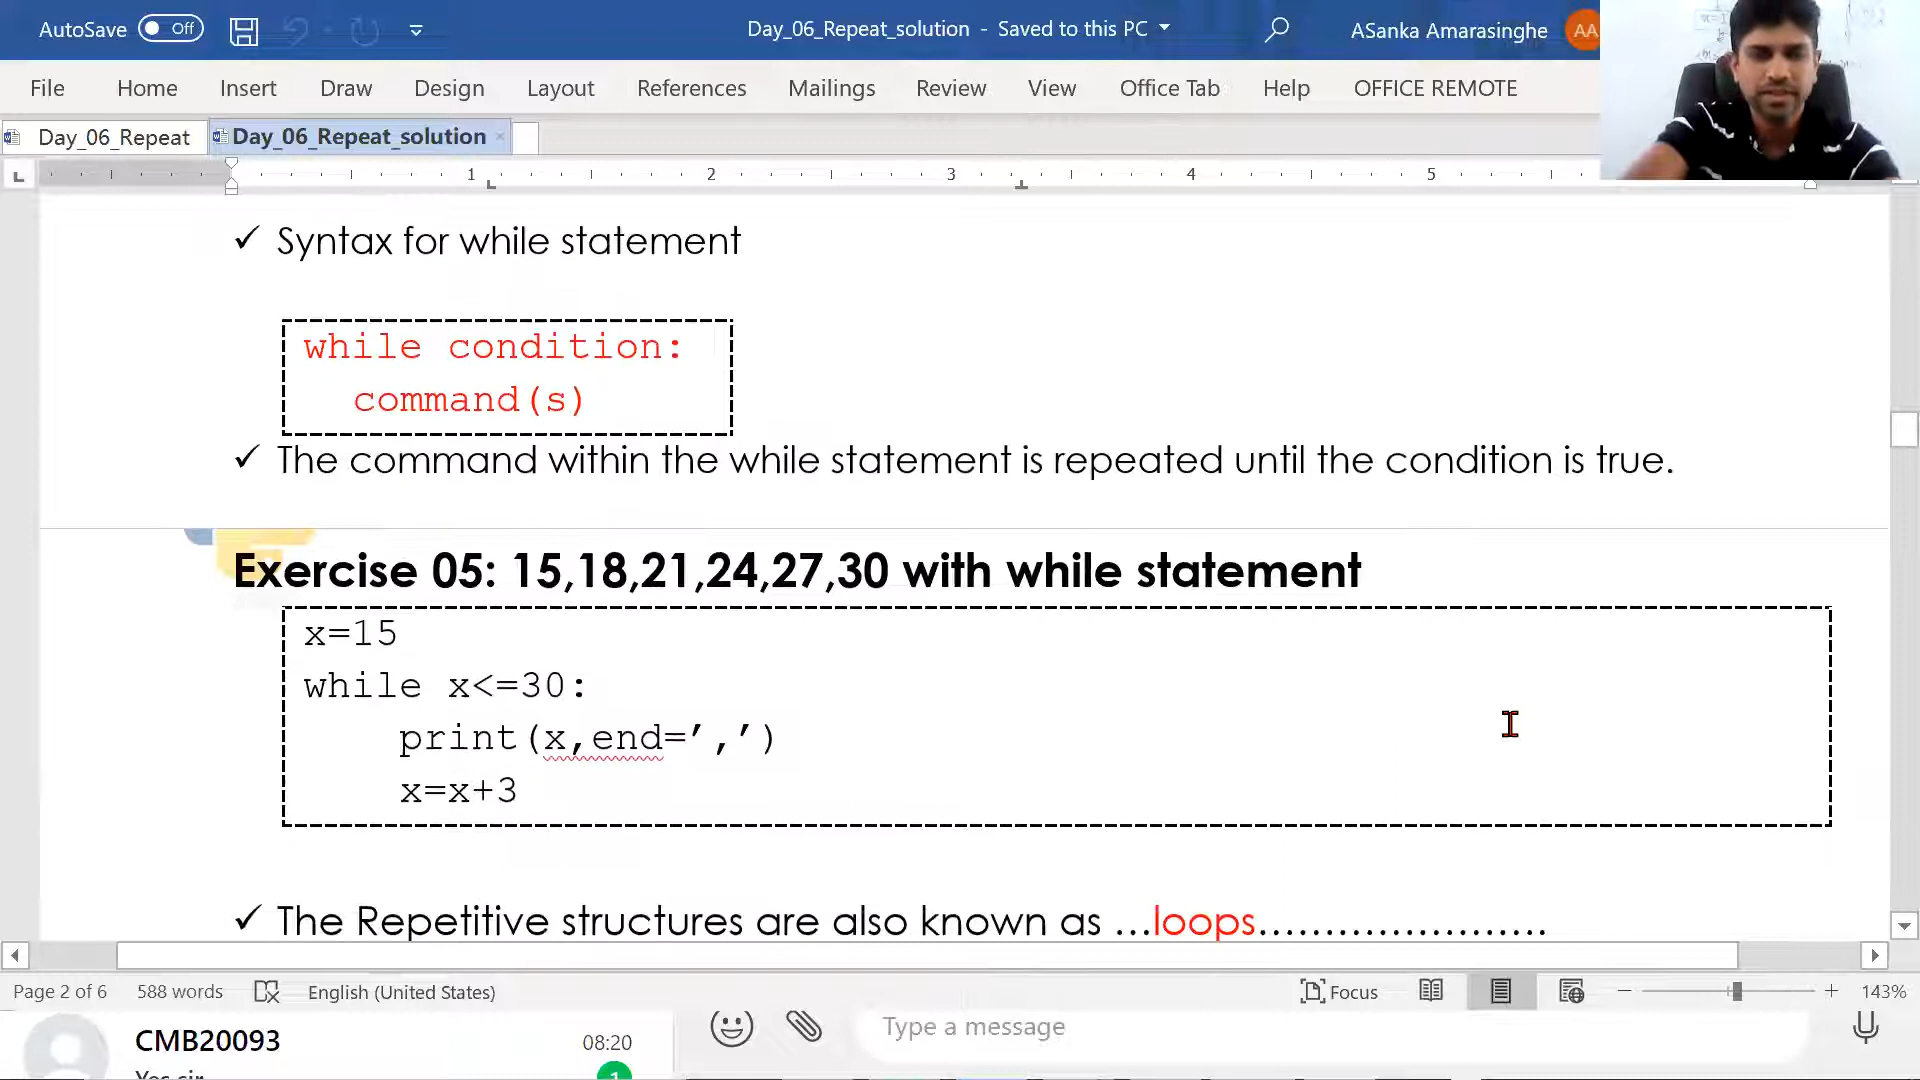 AutoSave Off Day_06_Repeat_solution - Saved to this PC ASanka Amarasinghe AA
File Home Insert Draw Design Layout References Mailings Review View Office Tab Help OFFICE REMOTE
Day_06_Repeat Day_06_Repeat_solution
1 2 3 4 5
✓ Syntax for while statement
while condition:
command(s)
✓ The command within the while statement is repeated until the condition is true.
Exercise 05: 15,18,21,24,27,30 with while statement
x=15
while x<=30:
print(x,end=’,’)
x=x+3
✓ The Repetitive structures are also known as …loops……………………
Page 2 of 6 588 words English (United States) Focus 143%
CMB20093 08:20 Type a message
Yes sir 1